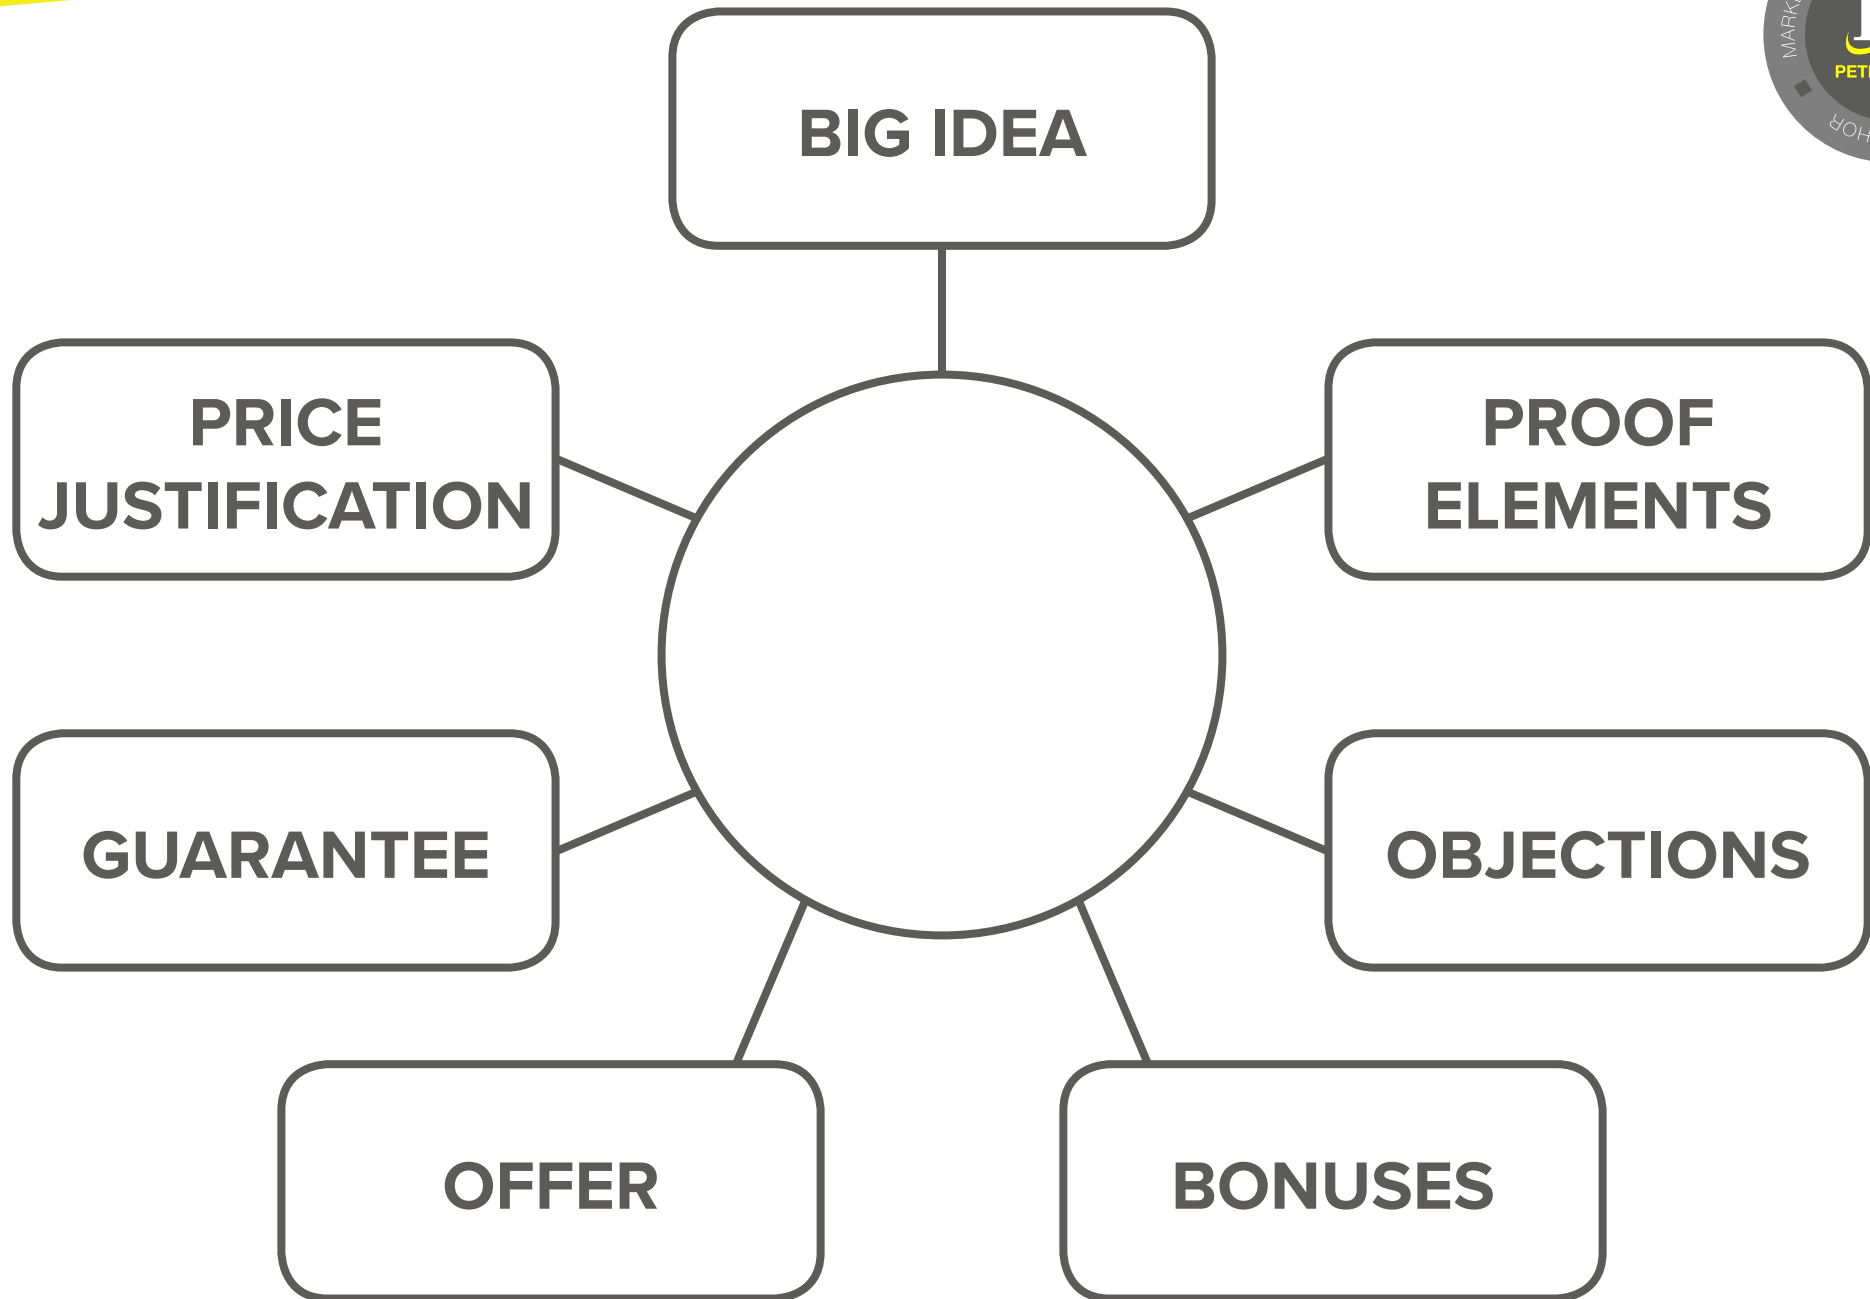 BIG IDEA
PRICE
JUSTIFICATION
PROOF
ELEMENTS
GUARANTEE
OBJECTIONS
OFFER
BONUSES